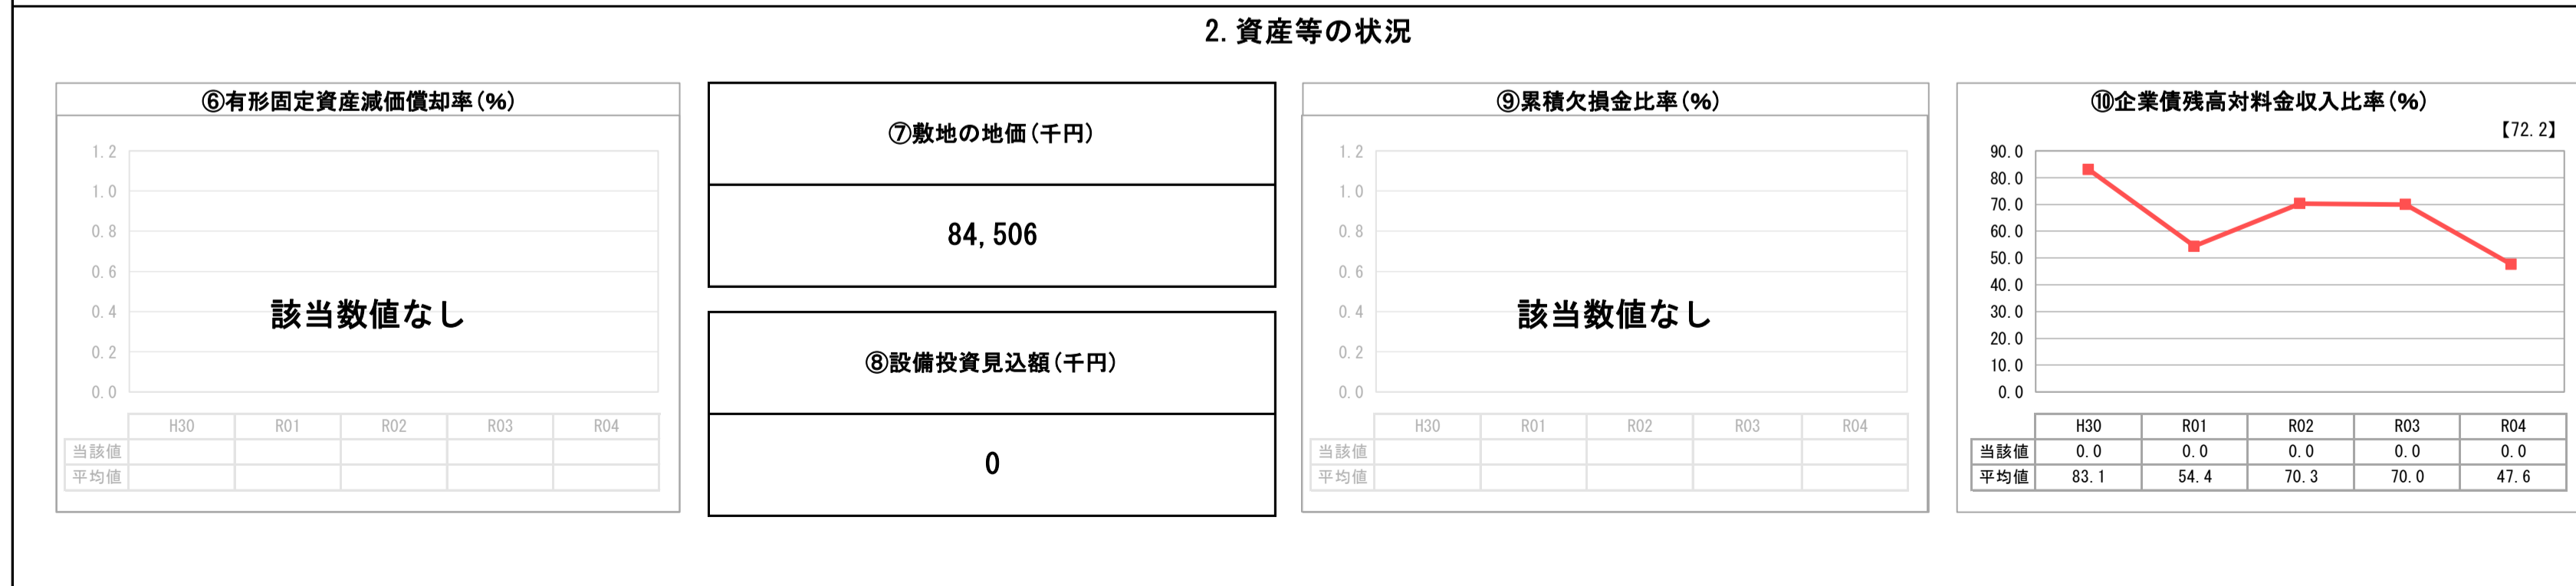 2.資産等の状況
⑥有形固定資産減価償却率(%)
1.2
1.0
0.8
0.6
0.4
0.2
0.0
該当数値なし
H30 R01 R02 R03 R04
当該値
平均値
⑦敷地の地価(千円)
84,506
⑧設備投資見込額(千円)
0
⑨累積欠損金比率(%)
1.2
1.0
0.8
0.6
0.4
0.2
0.0
該当数値なし
H30 R01 R02 R03 R04
当該値
平均値
⑩企業債残高対料金収入比率(%)
【72.2】
90.0
80.0
70.0
60.0
50.0
40.0
30.0
20.0
10.0
0.0
H30 R01 R02 R03 R04
当該値 0.0 0.0 0.0 0.0 0.0
平均値 83.1 54.4 70.3 70.0 47.6